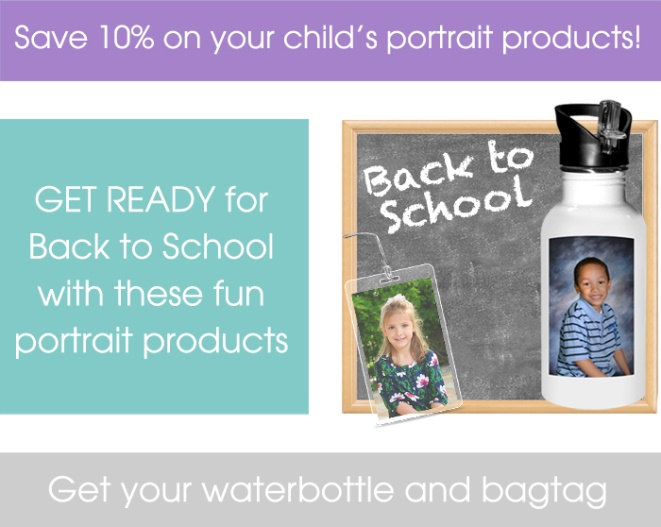 Save 10% on your child's portrait products!
GET READY for
Back to School
with these fun
portrait products
Back to
School
Get your waterbottle and bagtag